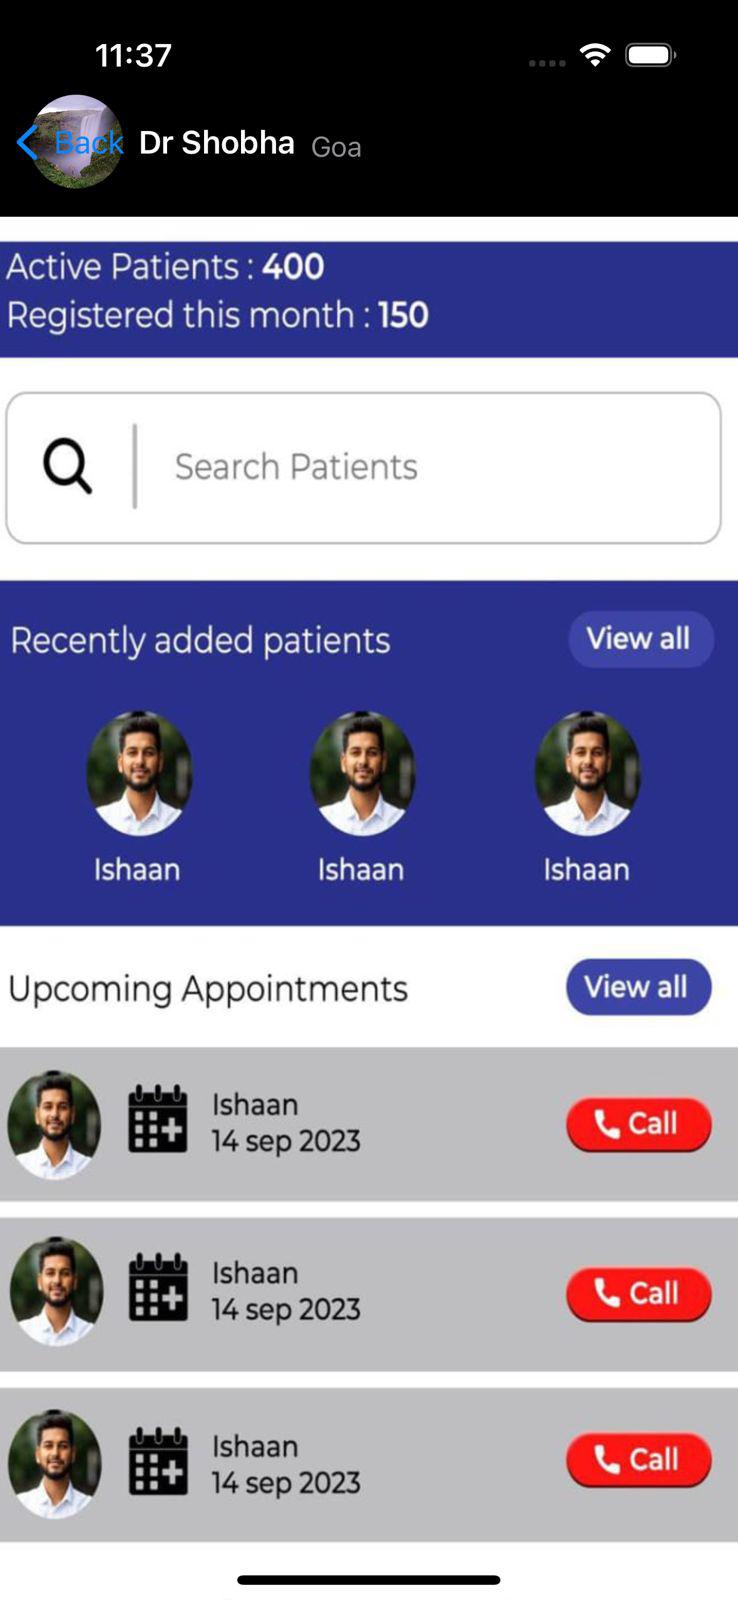 11:37
Back Dr Shobha Goa
Active Patients : 400
Registered this month : 150
Search Patients
Recently added patients View all
Ishaan Ishaan Ishaan
Upcoming Appointments View all
Ishaan
14 sep 2023
Call
Ishaan
14 sep 2023
Call
Ishaan
14 sep 2023
Call